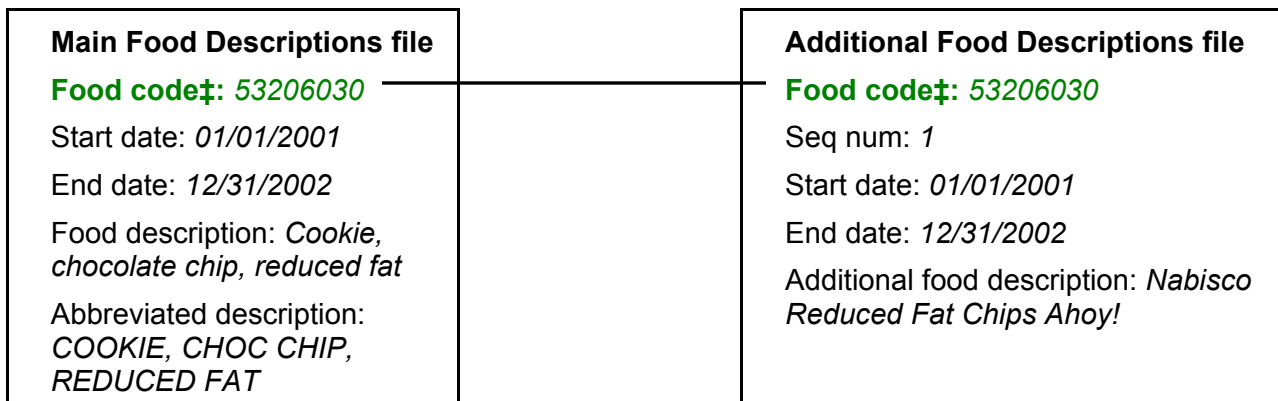 Main Food Descriptions file
Food code‡: 53206030
Start date: 01/01/2001
End date: 12/31/2002
Food description: Cookie,
chocolate chip, reduced fat
Abbreviated description:
COOKIE, CHOC CHIP,
REDUCED FAT
Additional Food Descriptions file
Food code‡: 53206030
Seq num: 1
Start date: 01/01/2001
End date: 12/31/2002
Additional food description: Nabisco
Reduced Fat Chips Ahoy!